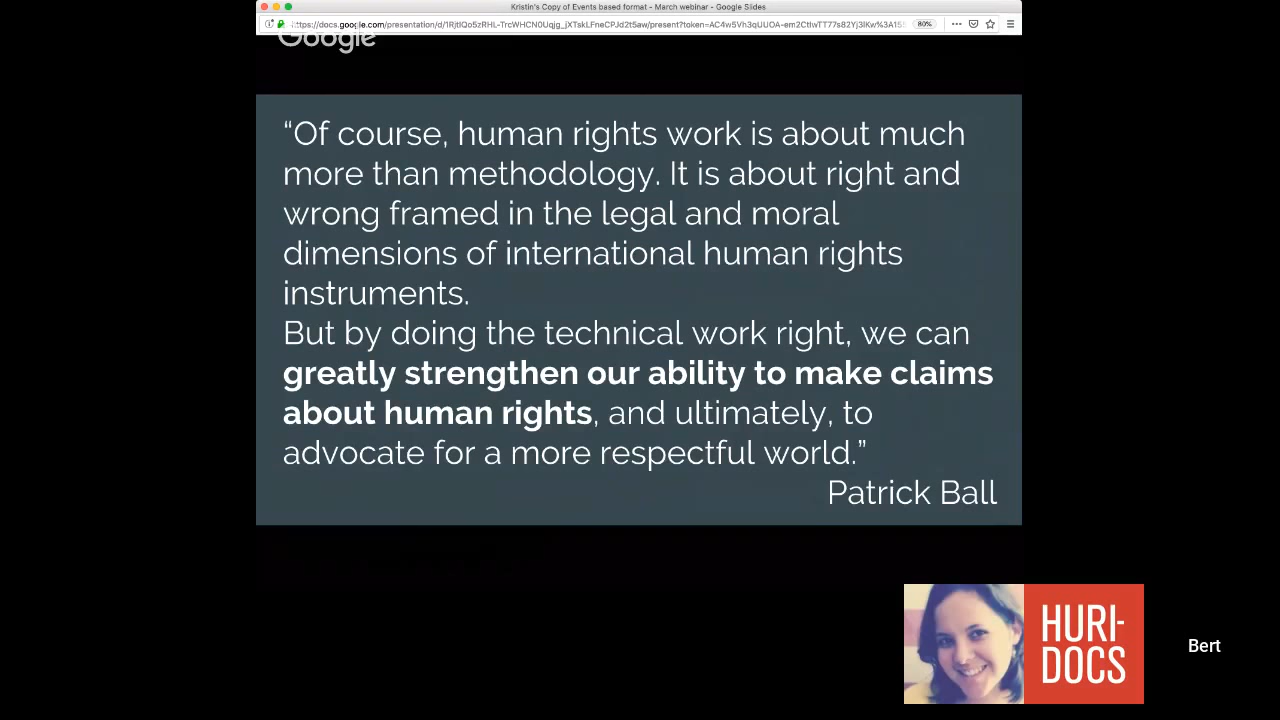 Kristin's Copy of Events based format - March webinar - Google Slides
80%
Google
“Of course, human rights work is about much
more than methodology. It is about right and
wrong framed in the legal and moral
dimensions of international human rights
instruments.
But by doing the technical work right, we can
greatly strengthen our ability to make claims
about human rights, and ultimately, to
advocate for a more respectful world.”
Patrick Ball
HURI-
DOCS
Bert